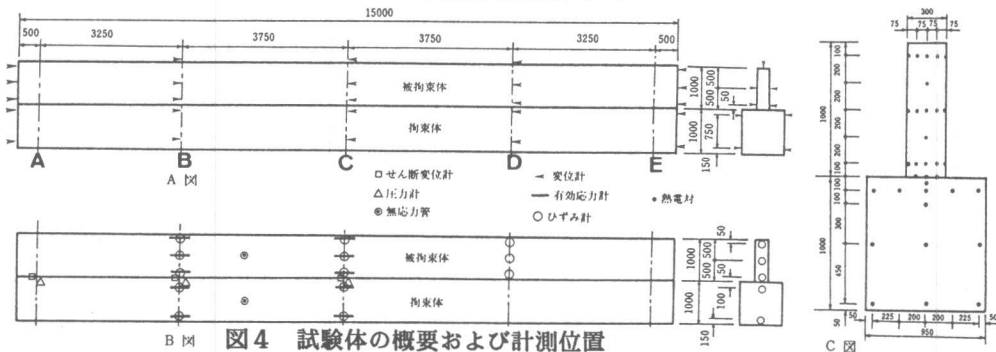 15000
500 3250 3750 3750 3250 500
被拘束体
拘束体
A B C D E
A 図
1000 500 500 50
1000 750
150
□ せん断変位計
△ 圧力計
◎ 無応力管
変位計
有効応力計
○ ひずみ計
• 熱電対
被拘束体
拘束体
B 図
50
1000 500 500 50
1000 100
150
300
75 75 75 75
1000
100 200 200 200 200 100
1000
100 100 300 450 50
50 225 200 200 225 50
950
C 図
図4 試験体の概要および計測位置